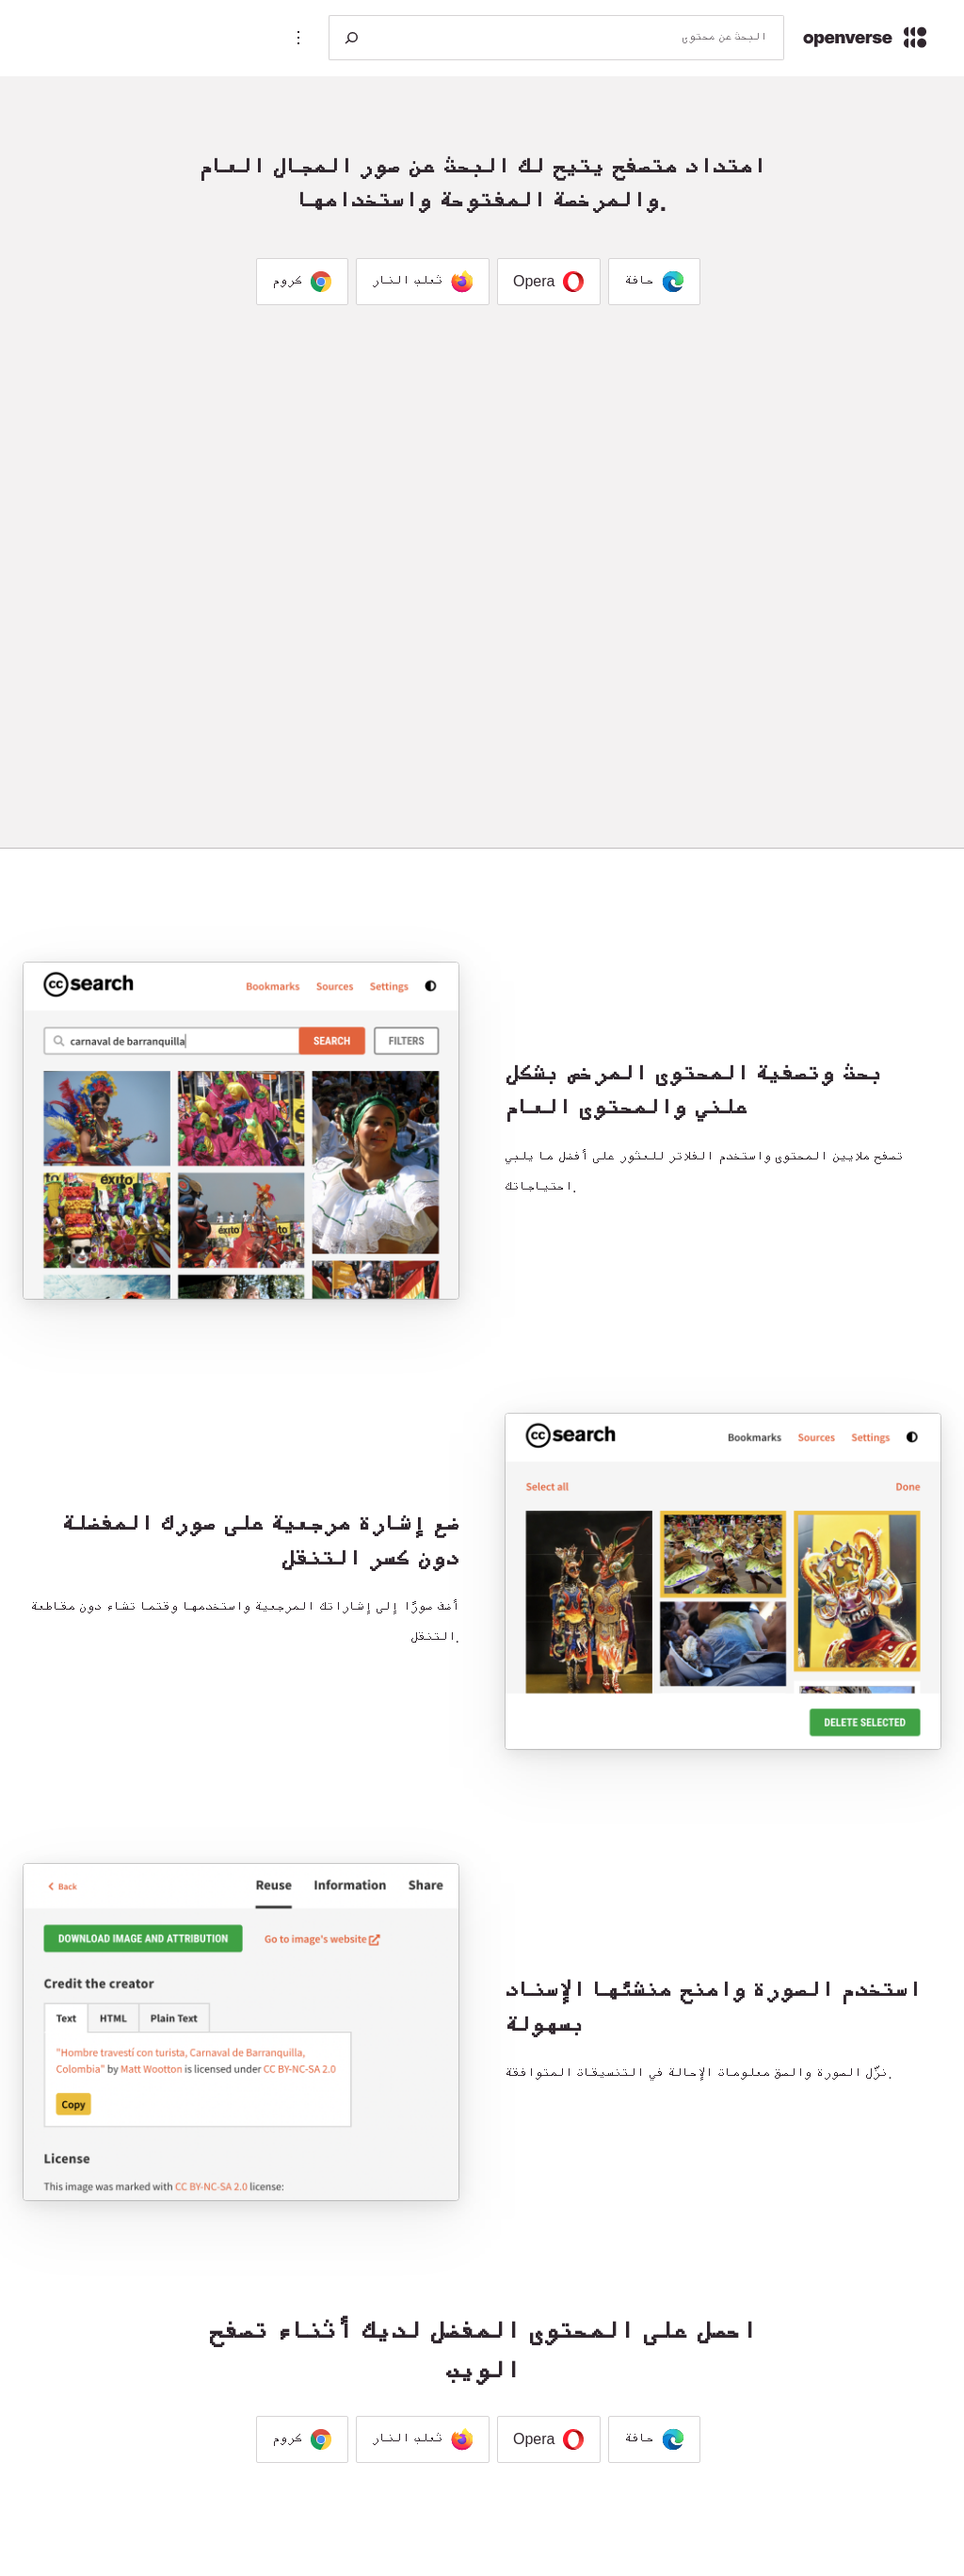 openverse
البحث عن محتوى
امتداد متصفح يتيح لك البحث عن صور المجال العام
والمرخصة المفتوحة واستخدامها.
حافة
Opera
ثعلب النار
كروم
بحث وتصفية المحتوى المرخص بشكل
علني والمحتوى العام
تصفح ملايين المحتوى واستخدم الفلاتر للعثور على أفضل ما يلبي
احتياجاتك.
cc search
Bookmarks Sources Settings
carnaval de barranquilla
SEARCH
FILTERS
éxito
éxito
éxito
cc search
Bookmarks Sources Settings
Select all
Done
DELETE SELECTED
ضع إشارة مرجعية على صورك المفضلة
دون كسر التنقل
أضف صورًا إلى إشاراتك المرجعية واستخدمها وقتما تشاء دون مقاطعة
التنقل.
استخدم الصورة وامنح منشئها الإسناد
بسهولة
نزّل الصورة والصق معلومات الإحالة في التنسيقات المتوافقة.
Back
Reuse Information Share
DOWNLOAD IMAGE AND ATTRIBUTION
Go to image's website
Credit the creator
Text HTML Plain Text
"Hombre travestí con turista, Carnaval de Barranquilla,
Colombia" by Matt Wootton is licensed under CC BY-NC-SA 2.0
Copy
License
This image was marked with CC BY-NC-SA 2.0 license:
احصل على المحتوى المفضل لديك أثناء تصفح
الويب
حافة
Opera
ثعلب النار
كروم